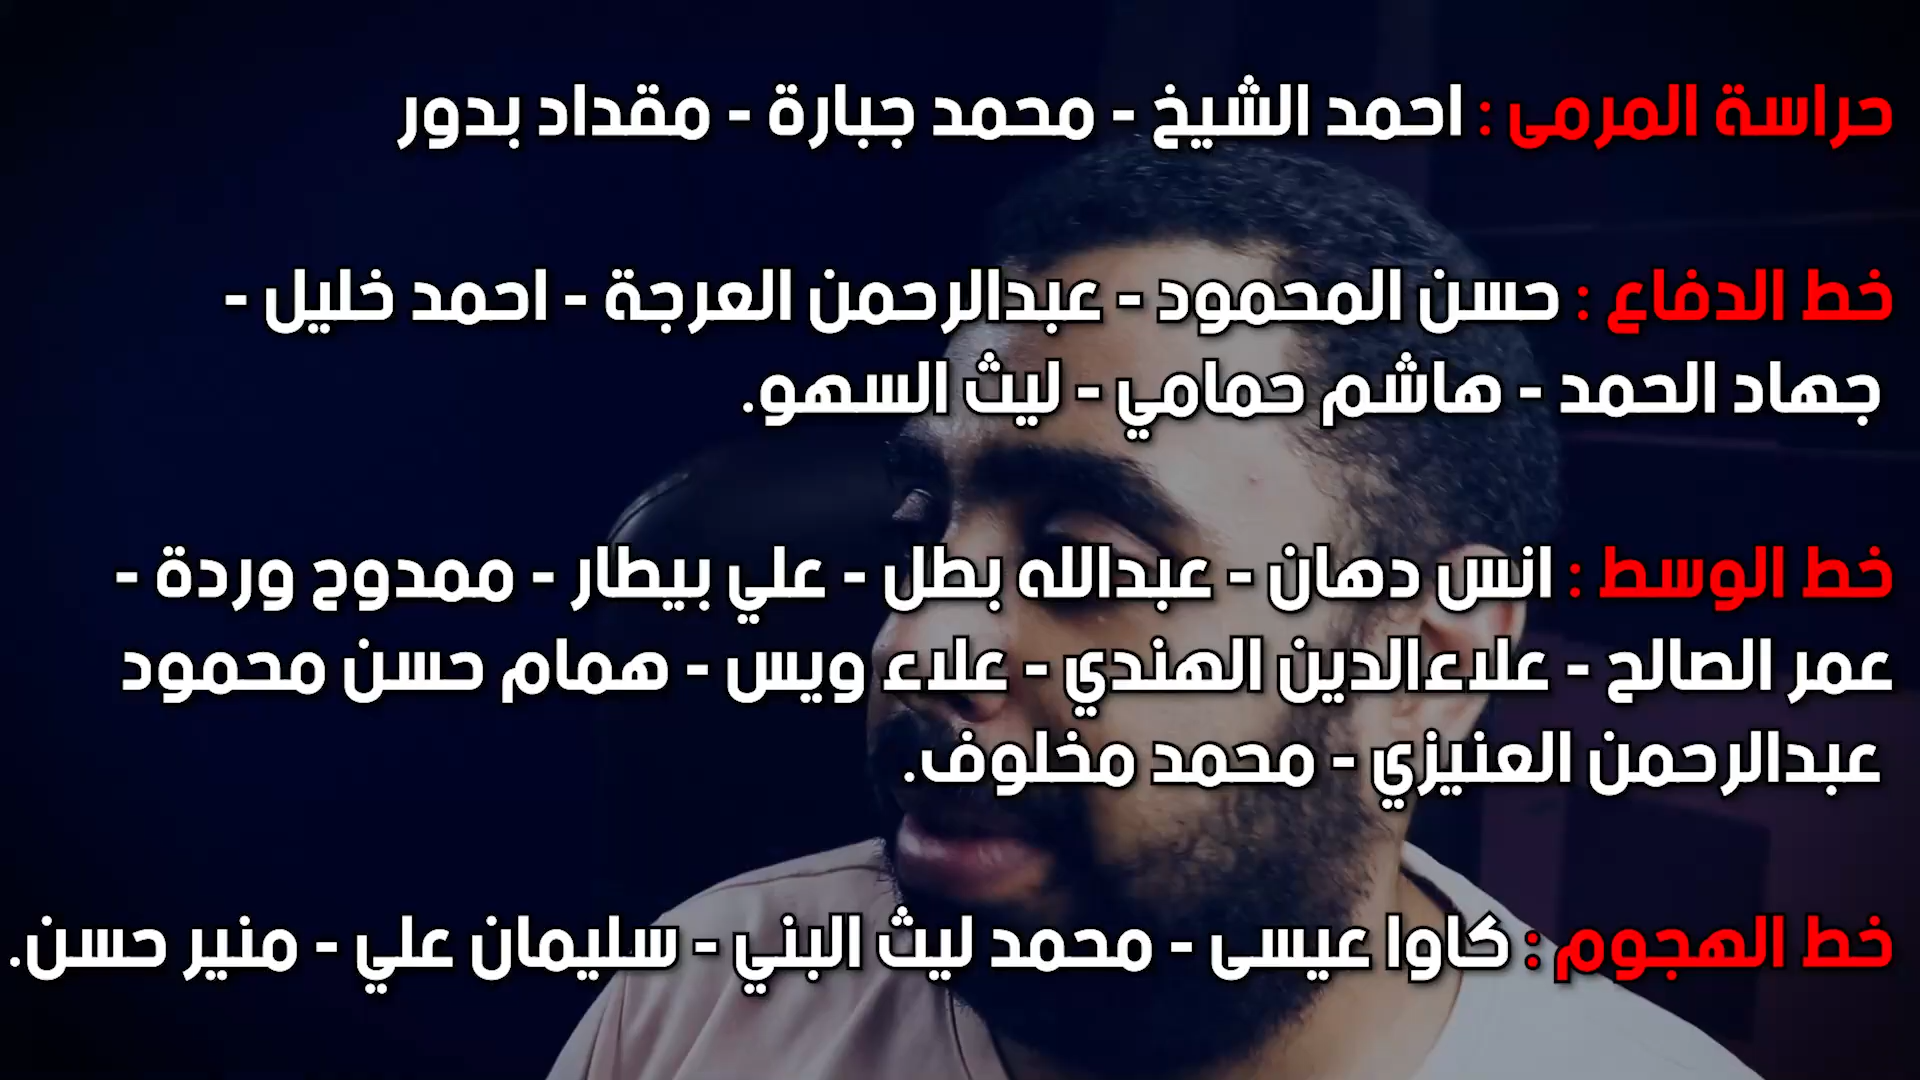 حراسة المرمى : احمد الشيخ - محمد جبارة - مقداد بدور
خط الدفاع : حسن المحمود - عبدالرحمن العرجة - احمد خليل -
جهاد الحمد - هاشم حمامي - ليث السهو.
خط الوسط : انس دهان - عبدالله بطل - علي بيطار - ممدوح وردة -
عمر الصالح - علاءالدين الهندي - علاء ويس - همام حسن محمود
عبدالرحمن العنيزي - محمد مخلوف.
خط الهجوم : كاوا عيسى - محمد ليث البني - سليمان علي - منير حسن.